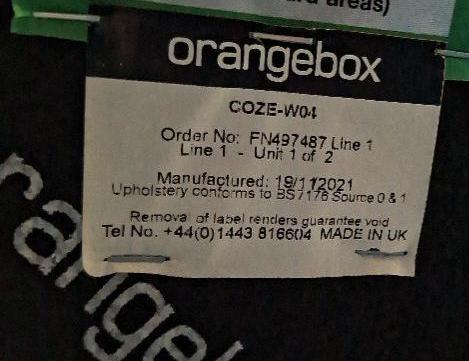 areas)
orangebox
COZE-W04
Order No: FN497487 Line 1
Line 1 - Unit 1 of 2
Manufactured: 19/11/2021
Upholstery conforms to BS7176 Source 0 & 1
Removal of label renders guarantee void
Tel No. +44(0)1443 816604 MADE IN UK
range